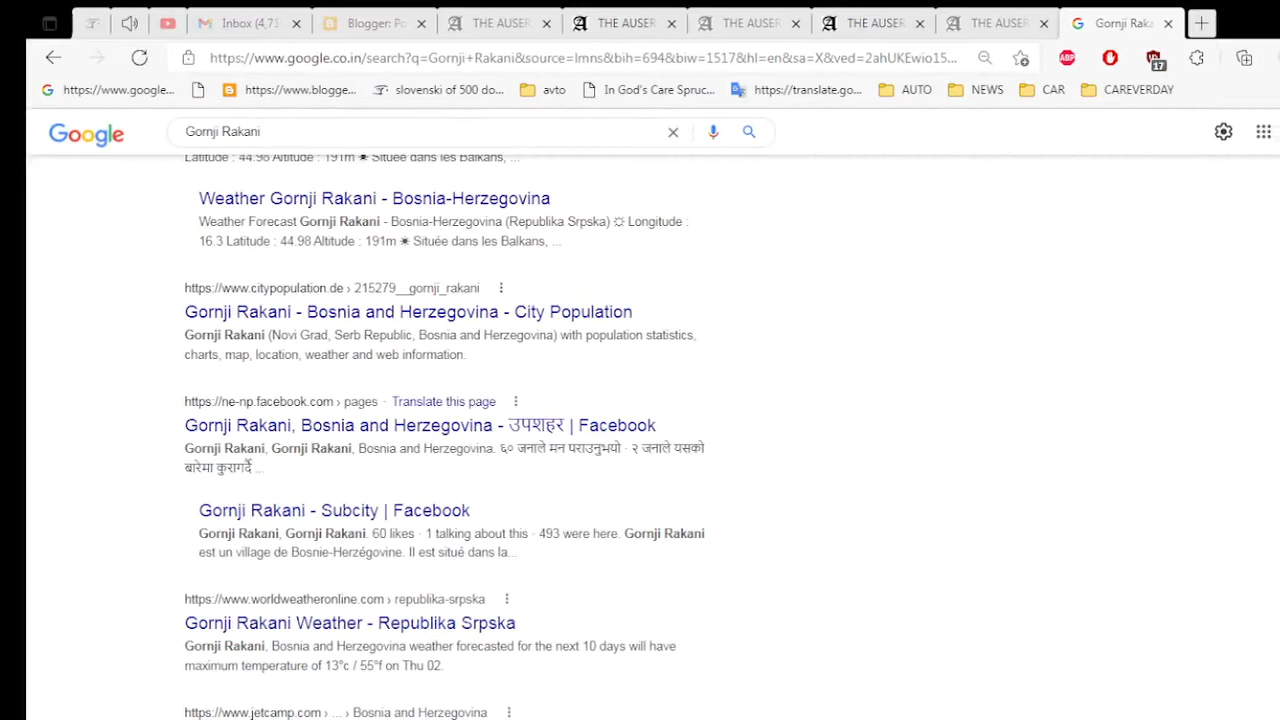 Inbox (4,71
Blogger: Po
THE AUSER
THE AUSER
THE AUSER
THE AUSER
THE AUSER
Gornji Raka
https://www.google.co.in/search?q=Gornji+Rakani&source=lmns&bih=694&biw=1517&hl=en&sa=X&ved=2ahUKEwio15...
17
https://www.google... https://www.blogge... slovenski of 500 do... avto In God's Care Spruc... https://translate.go... AUTO NEWS CAR CAREVERDAY
Google Gornji Rakani
Latitude : 44.98 Altitude : 191m ☀ Située dans les Balkans, ...
Weather Gornji Rakani - Bosnia-Herzegovina
Weather Forecast Gornji Rakani - Bosnia-Herzegovina (Republika Srpska) ☼ Longitude :
16.3 Latitude : 44.98 Altitude : 191m ☀ Située dans les Balkans, ...
https://www.citypopulation.de › 215279__gornji_rakani
Gornji Rakani - Bosnia and Herzegovina - City Population
Gornji Rakani (Novi Grad, Serb Republic, Bosnia and Herzegovina) with population statistics,
charts, map, location, weather and web information.
https://ne-np.facebook.com › pages · Translate this page
Gornji Rakani, Bosnia and Herzegovina - उपशहर | Facebook
Gornji Rakani, Gornji Rakani, Bosnia and Herzegovina. ६० जनाले मन पराउनुभयो · २ जनाले यसको
बारेमा कुरागर्दै ...
Gornji Rakani - Subcity | Facebook
Gornji Rakani, Gornji Rakani. 60 likes · 1 talking about this · 493 were here. Gornji Rakani
est un village de Bosnie-Herzégovine. Il est situé dans la...
https://www.worldweatheronline.com › republika-srpska
Gornji Rakani Weather - Republika Srpska
Gornji Rakani, Bosnia and Herzegovina weather forecasted for the next 10 days will have
maximum temperature of 13°c / 55°f on Thu 02.
https://www.jetcamp.com › ... › Bosnia and Herzegovina